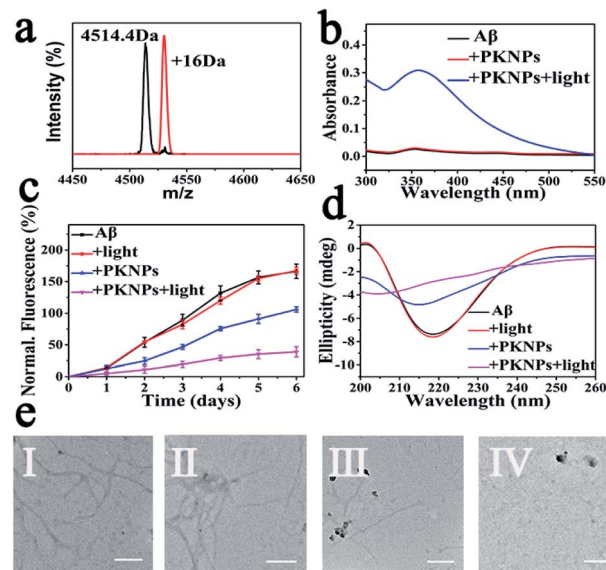 a
4514.4Da
+16Da
Intensity (%)
4450 4500 4550 4600 4650
m/z
b
Aβ
+PKNPs
+PKNPs+light
Absorbance
0.4
0.3
0.2
0.1
0.0
300 350 400 450 500 550
Wavelength (nm)
c
Aβ
+light
+PKNPs
+PKNPs+light
Normal. Fluorescence (%)
200
150
100
50
0
0 1 2 3 4 5 6
Time (days)
d
Ellipticity (mdeg)
2
0
-2
-4
-6
-8
-10
Aβ
+light
+PKNPs
+PKNPs+light
200 210 220 230 240 250 260
Wavelength (nm)
e
I
II
III
IV